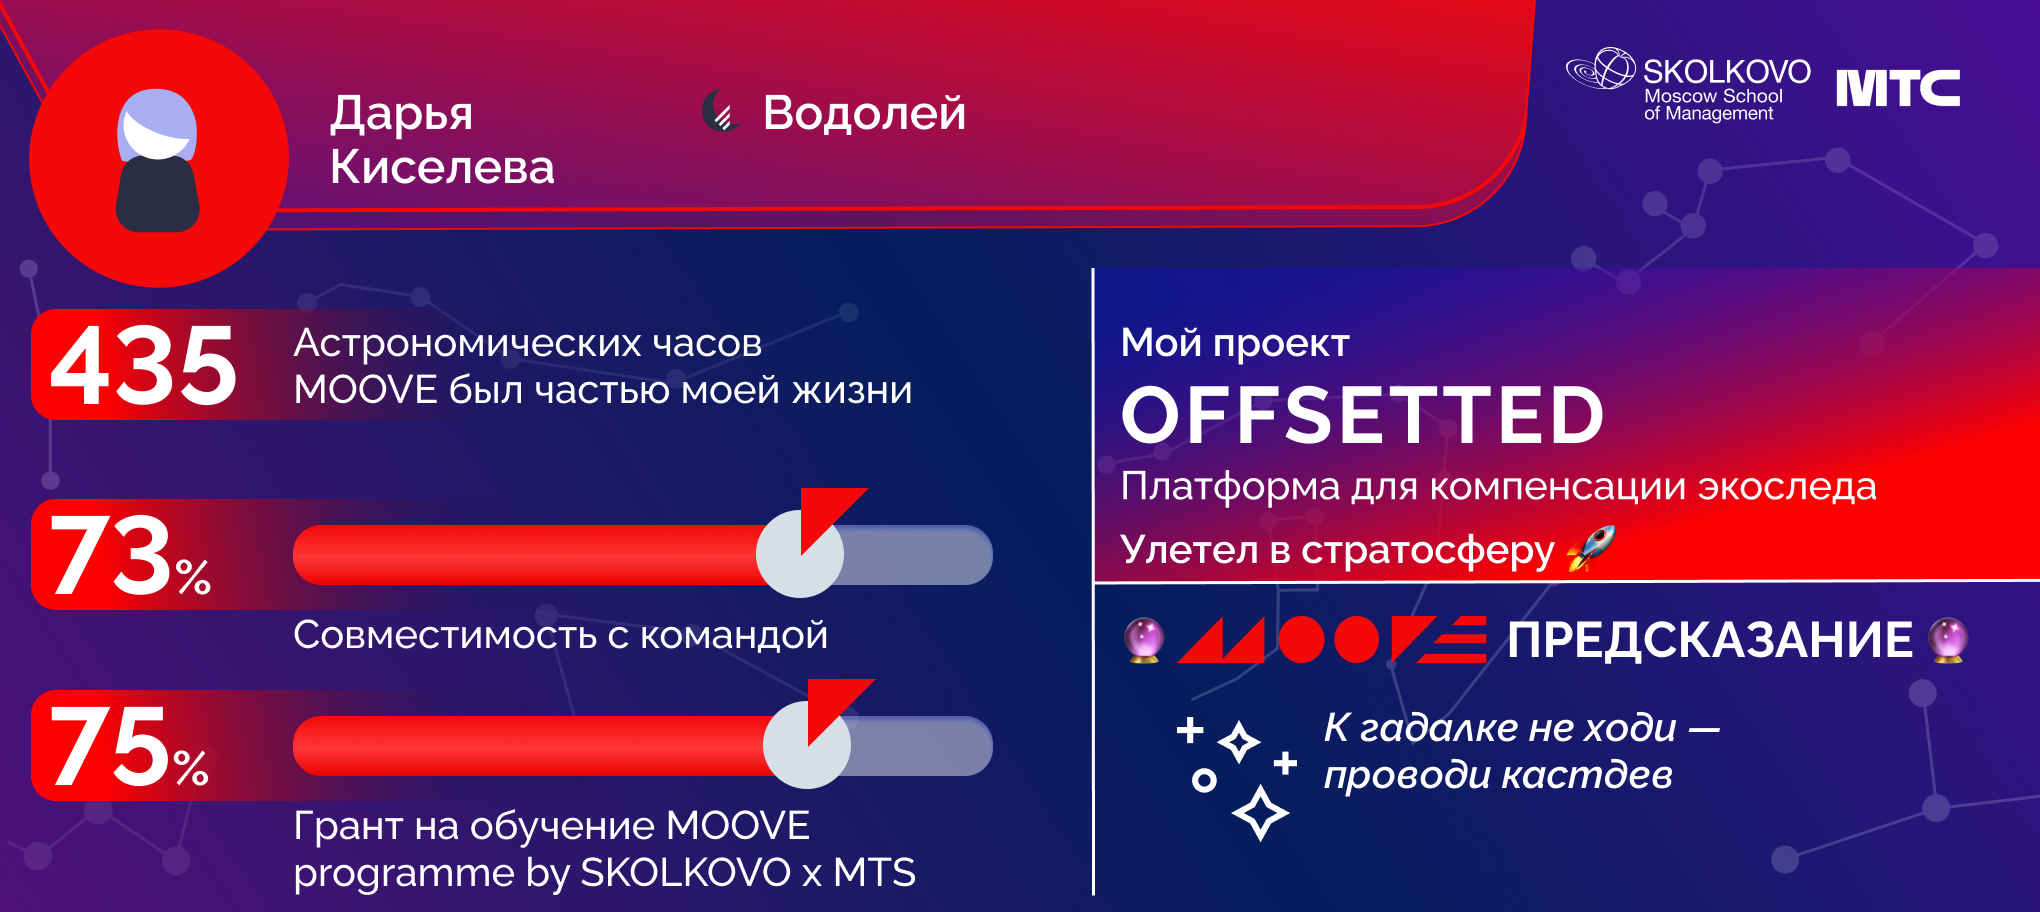 Дарья
Киселева
Водолей
SKOLKOVO
Moscow School
of Management
МТС
435
Астрономических часов
MOOVE был частью моей жизни
73%
Совместимость с командой
75%
Грант на обучение MOOVE
programme by SKOLKOVO x MTS
Мой проект
OFFSETTED
Платформа для компенсации экоследа
Улетел в стратосферу 🚀
🔮 MOOVE ПРЕДСКАЗАНИЕ 🔮
К гадалке не ходи —
проводи кастдев